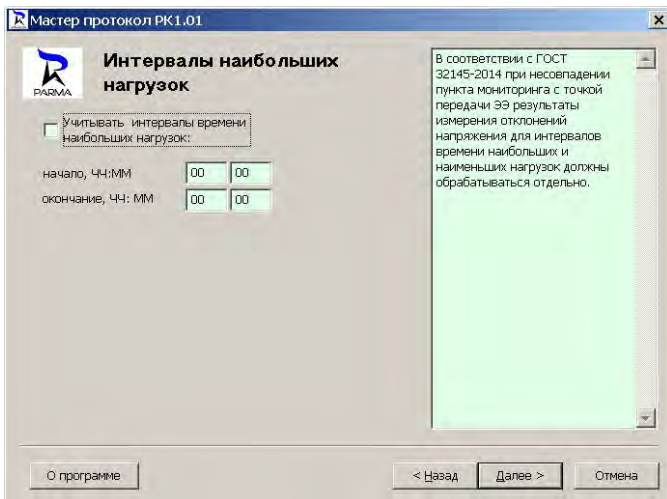 Мастер протокол РК1.01
PARMA
Интервалы наибольших
нагрузок
Учитывать интервалы времени
наибольших нагрузок:
начало, ЧЧ:ММ 00 00
окончание, ЧЧ: ММ 00 00
В соответствии с ГОСТ
32145-2014 при несовпадении
пункта мониторинга с точкой
передачи ЭЭ результаты
измерения отклонений
напряжения для интервалов
времени наибольших и
наименьших нагрузок должны
обрабатываться отдельно.
О программе
< Назад
Далее >
Отмена